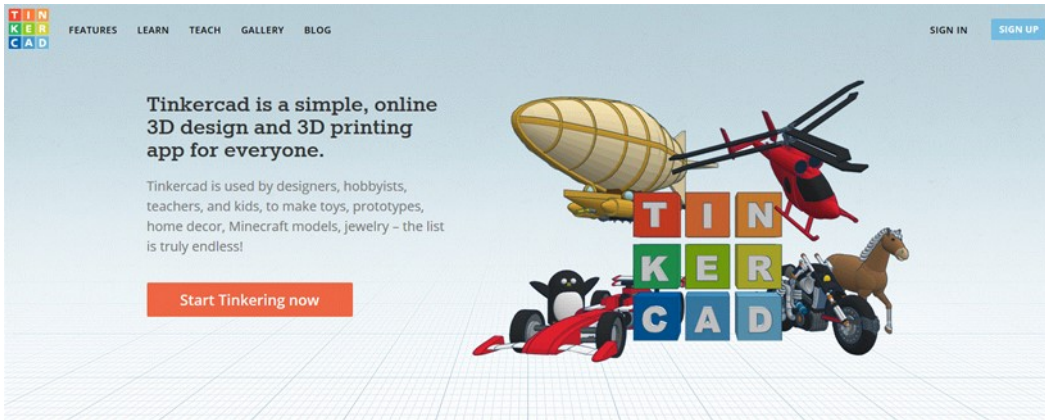 TIN
KER
CAD
FEATURES LEARN TEACH GALLERY BLOG SIGN IN SIGN UP
Tinkercad is a simple, online
3D design and 3D printing
app for everyone.
Tinkercad is used by designers, hobbyists,
teachers, and kids, to make toys, prototypes,
home decor, Minecraft models, jewelry – the list
is truly endless!
Start Tinkering now
TIN
KER
CAD